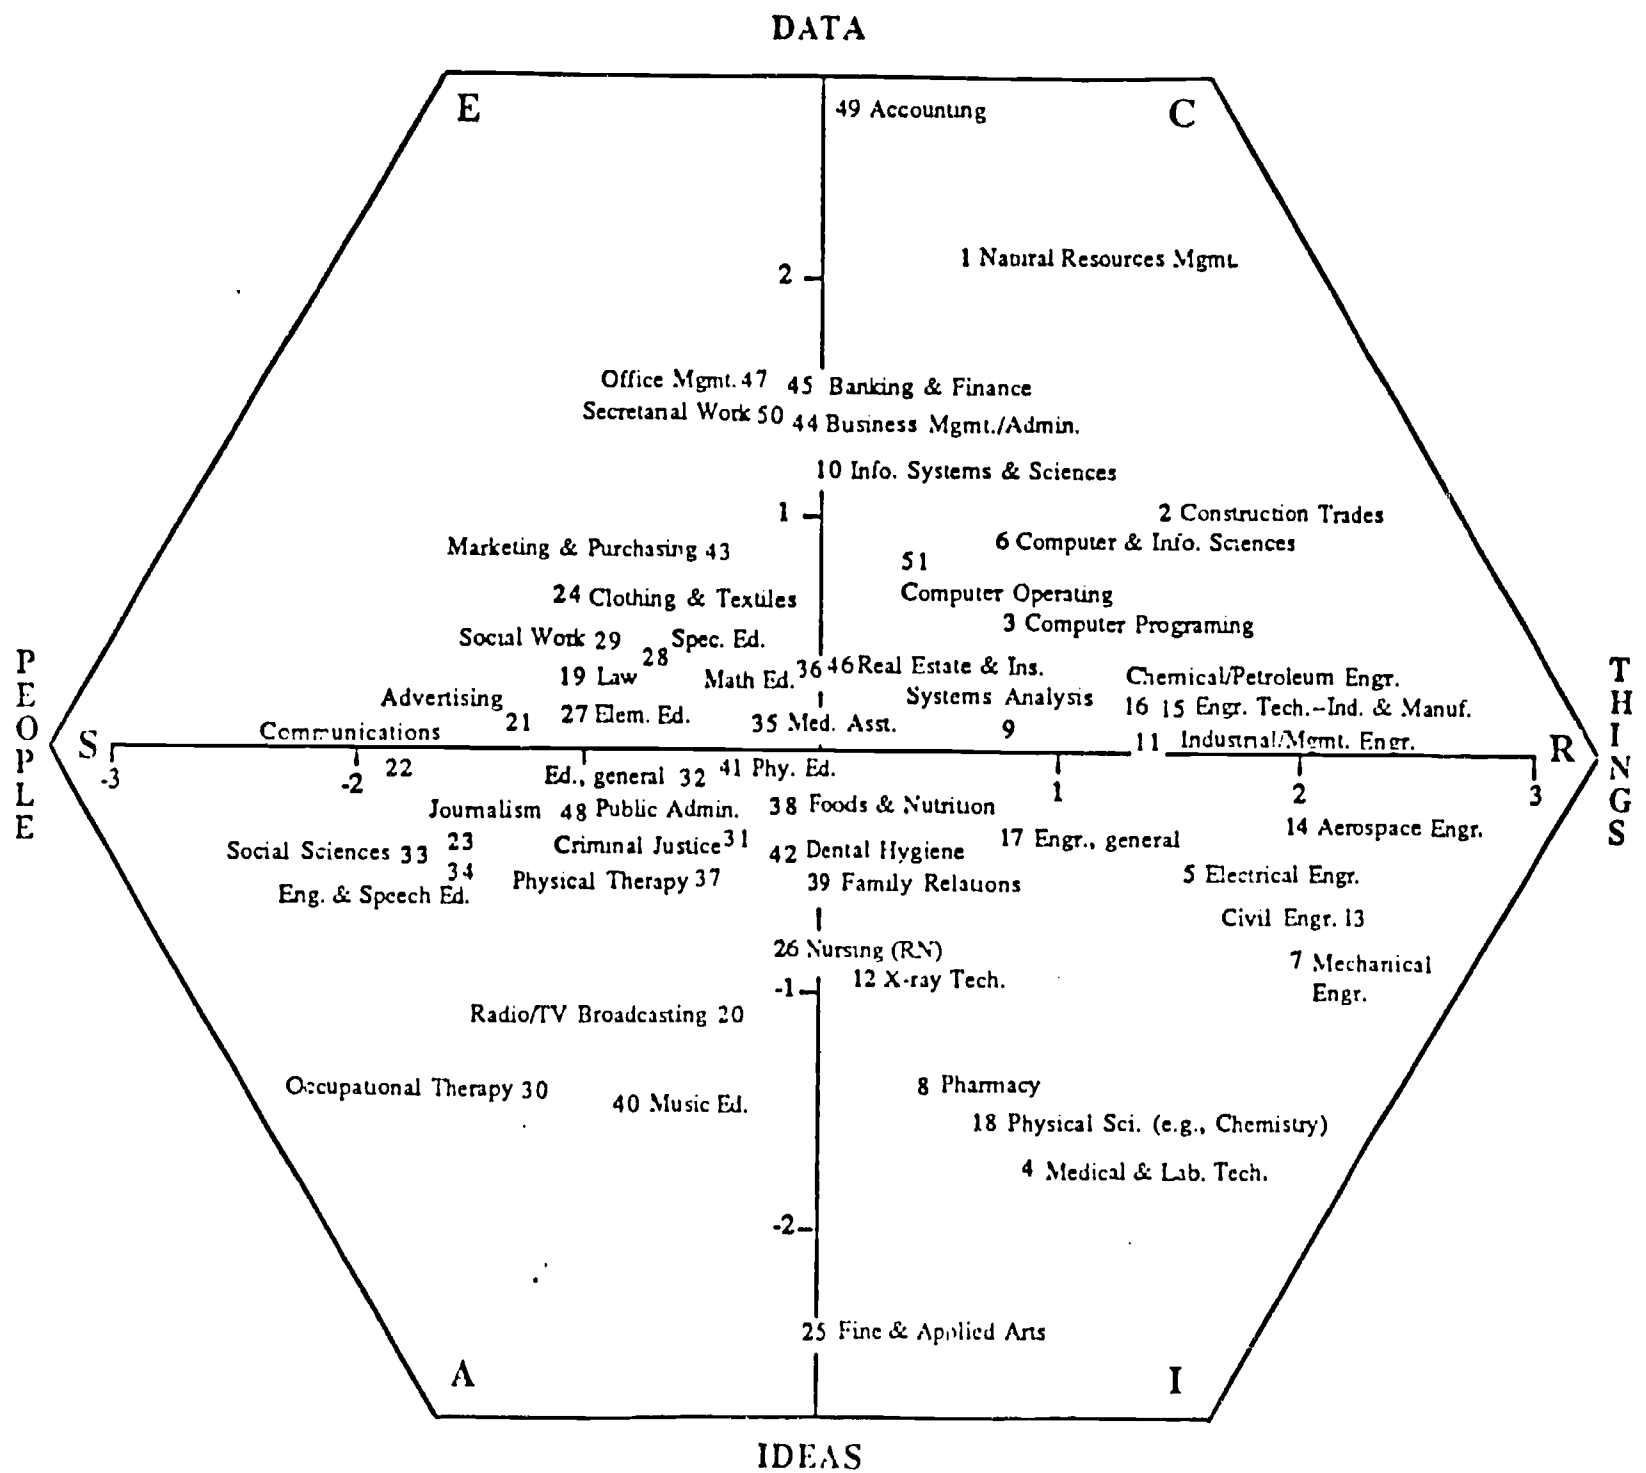 DATA
E
C
49 Accounting
1 Natural Resources Mgmt.
2
Office Mgmt. 47
45 Banking & Finance
Secretarial Work 50
44 Business Mgmt./Admin.
10 Info. Systems & Sciences
1
2 Construction Trades
Marketing & Purchasing 43
6 Computer & Info. Sciences
51
Computer Operating
24 Clothing & Textiles
3 Computer Programing
Social Work 29
28 Spec. Ed.
19 Law
Math Ed. 36
46 Real Estate & Ins.
Chemical/Petroleum Engr.
16
15 Engr. Tech.--Ind. & Manuf.
Advertising
21
27 Elem. Ed.
35 Med. Asst.
Systems Analysis
9
11 Industrial/Mgmt. Engr.
Communications
22
PEOPLE
S
R
THINGS
-3
-2
1
2
3
Ed., general 32
41 Phy. Ed.
Journalism
23
48 Public Admin.
38 Foods & Nutrition
14 Aerospace Engr.
Social Sciences 33
Criminal Justice 31
42 Dental Hygiene
17 Engr., general
34
Eng. & Speech Ed.
Physical Therapy 37
39 Family Relations
5 Electrical Engr.
Civil Engr. 13
26 Nursing (RN)
12 X-ray Tech.
7 Mechanical
Engr.
-1
Radio/TV Broadcasting 20
Occupational Therapy 30
40 Music Ed.
8 Pharmacy
18 Physical Sci. (e.g., Chemistry)
4 Medical & Lab. Tech.
-2
25 Fine & Applied Arts
A
I
IDEAS